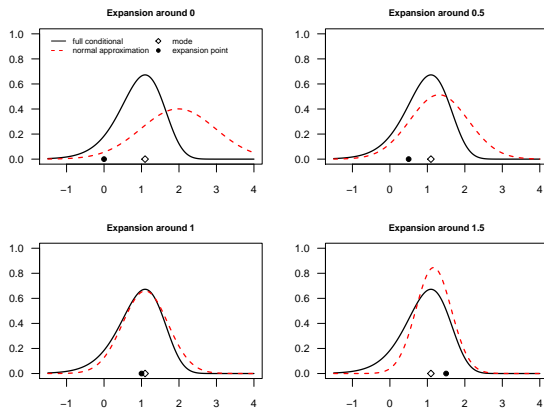 Expansion around 0
1.0
0.8
0.6
0.4
0.2
0.0
full conditional
normal approximation
mode
expansion point
−1 0 1 2 3 4
Expansion around 0.5
1.0
0.8
0.6
0.4
0.2
0.0
−1 0 1 2 3 4
Expansion around 1
1.0
0.8
0.6
0.4
0.2
0.0
−1 0 1 2 3 4
Expansion around 1.5
1.0
0.8
0.6
0.4
0.2
0.0
−1 0 1 2 3 4